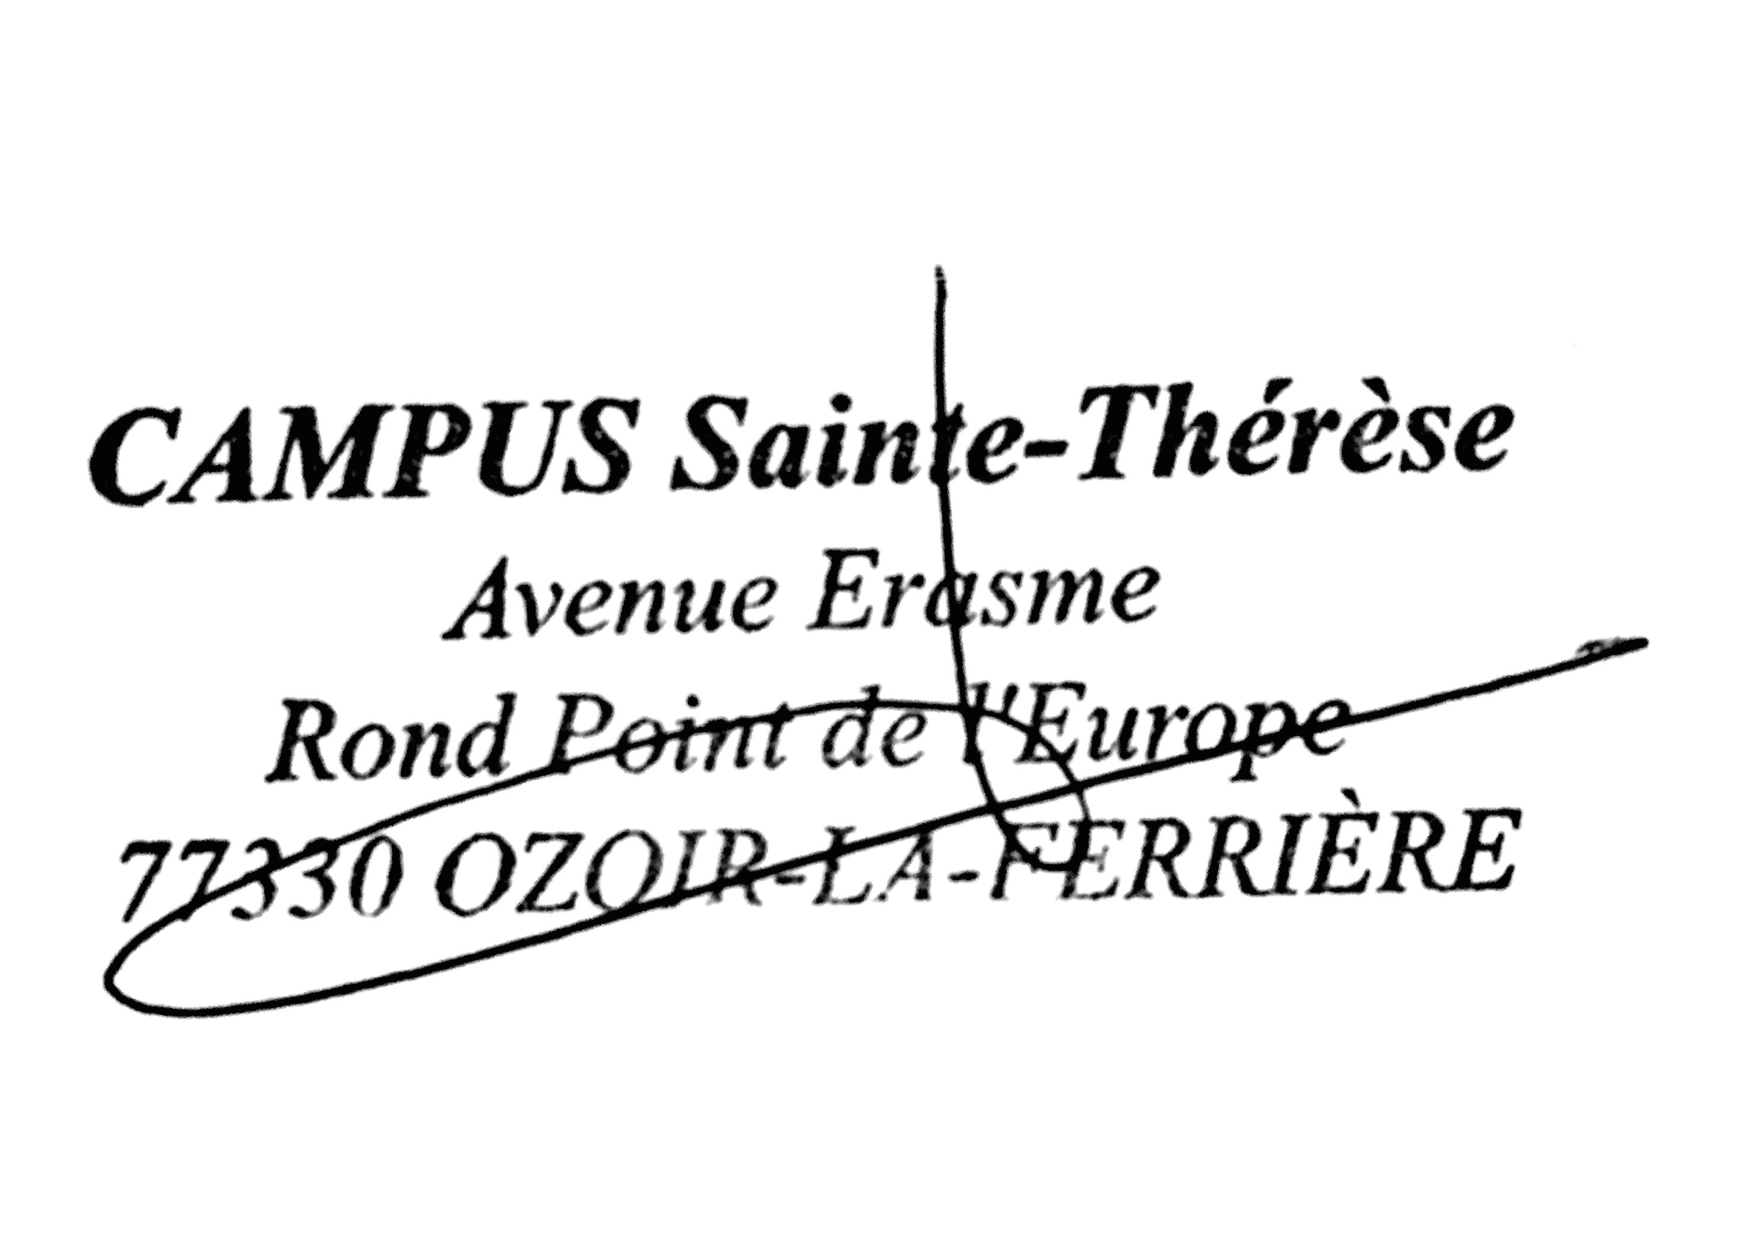 CAMPUS Sainte-Thérèse
Avenue Erasme
Rond Point de l'Europe
77330 OZOIR-LA-FERRIÈRE